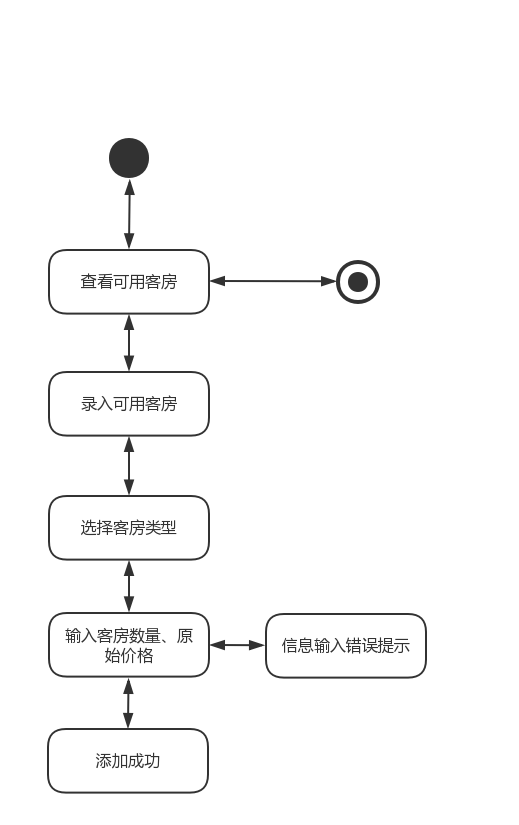 查看可用客房
录入可用客房
选择客房类型
输入客房数量、原
始价格
信息输入错误提示
添加成功